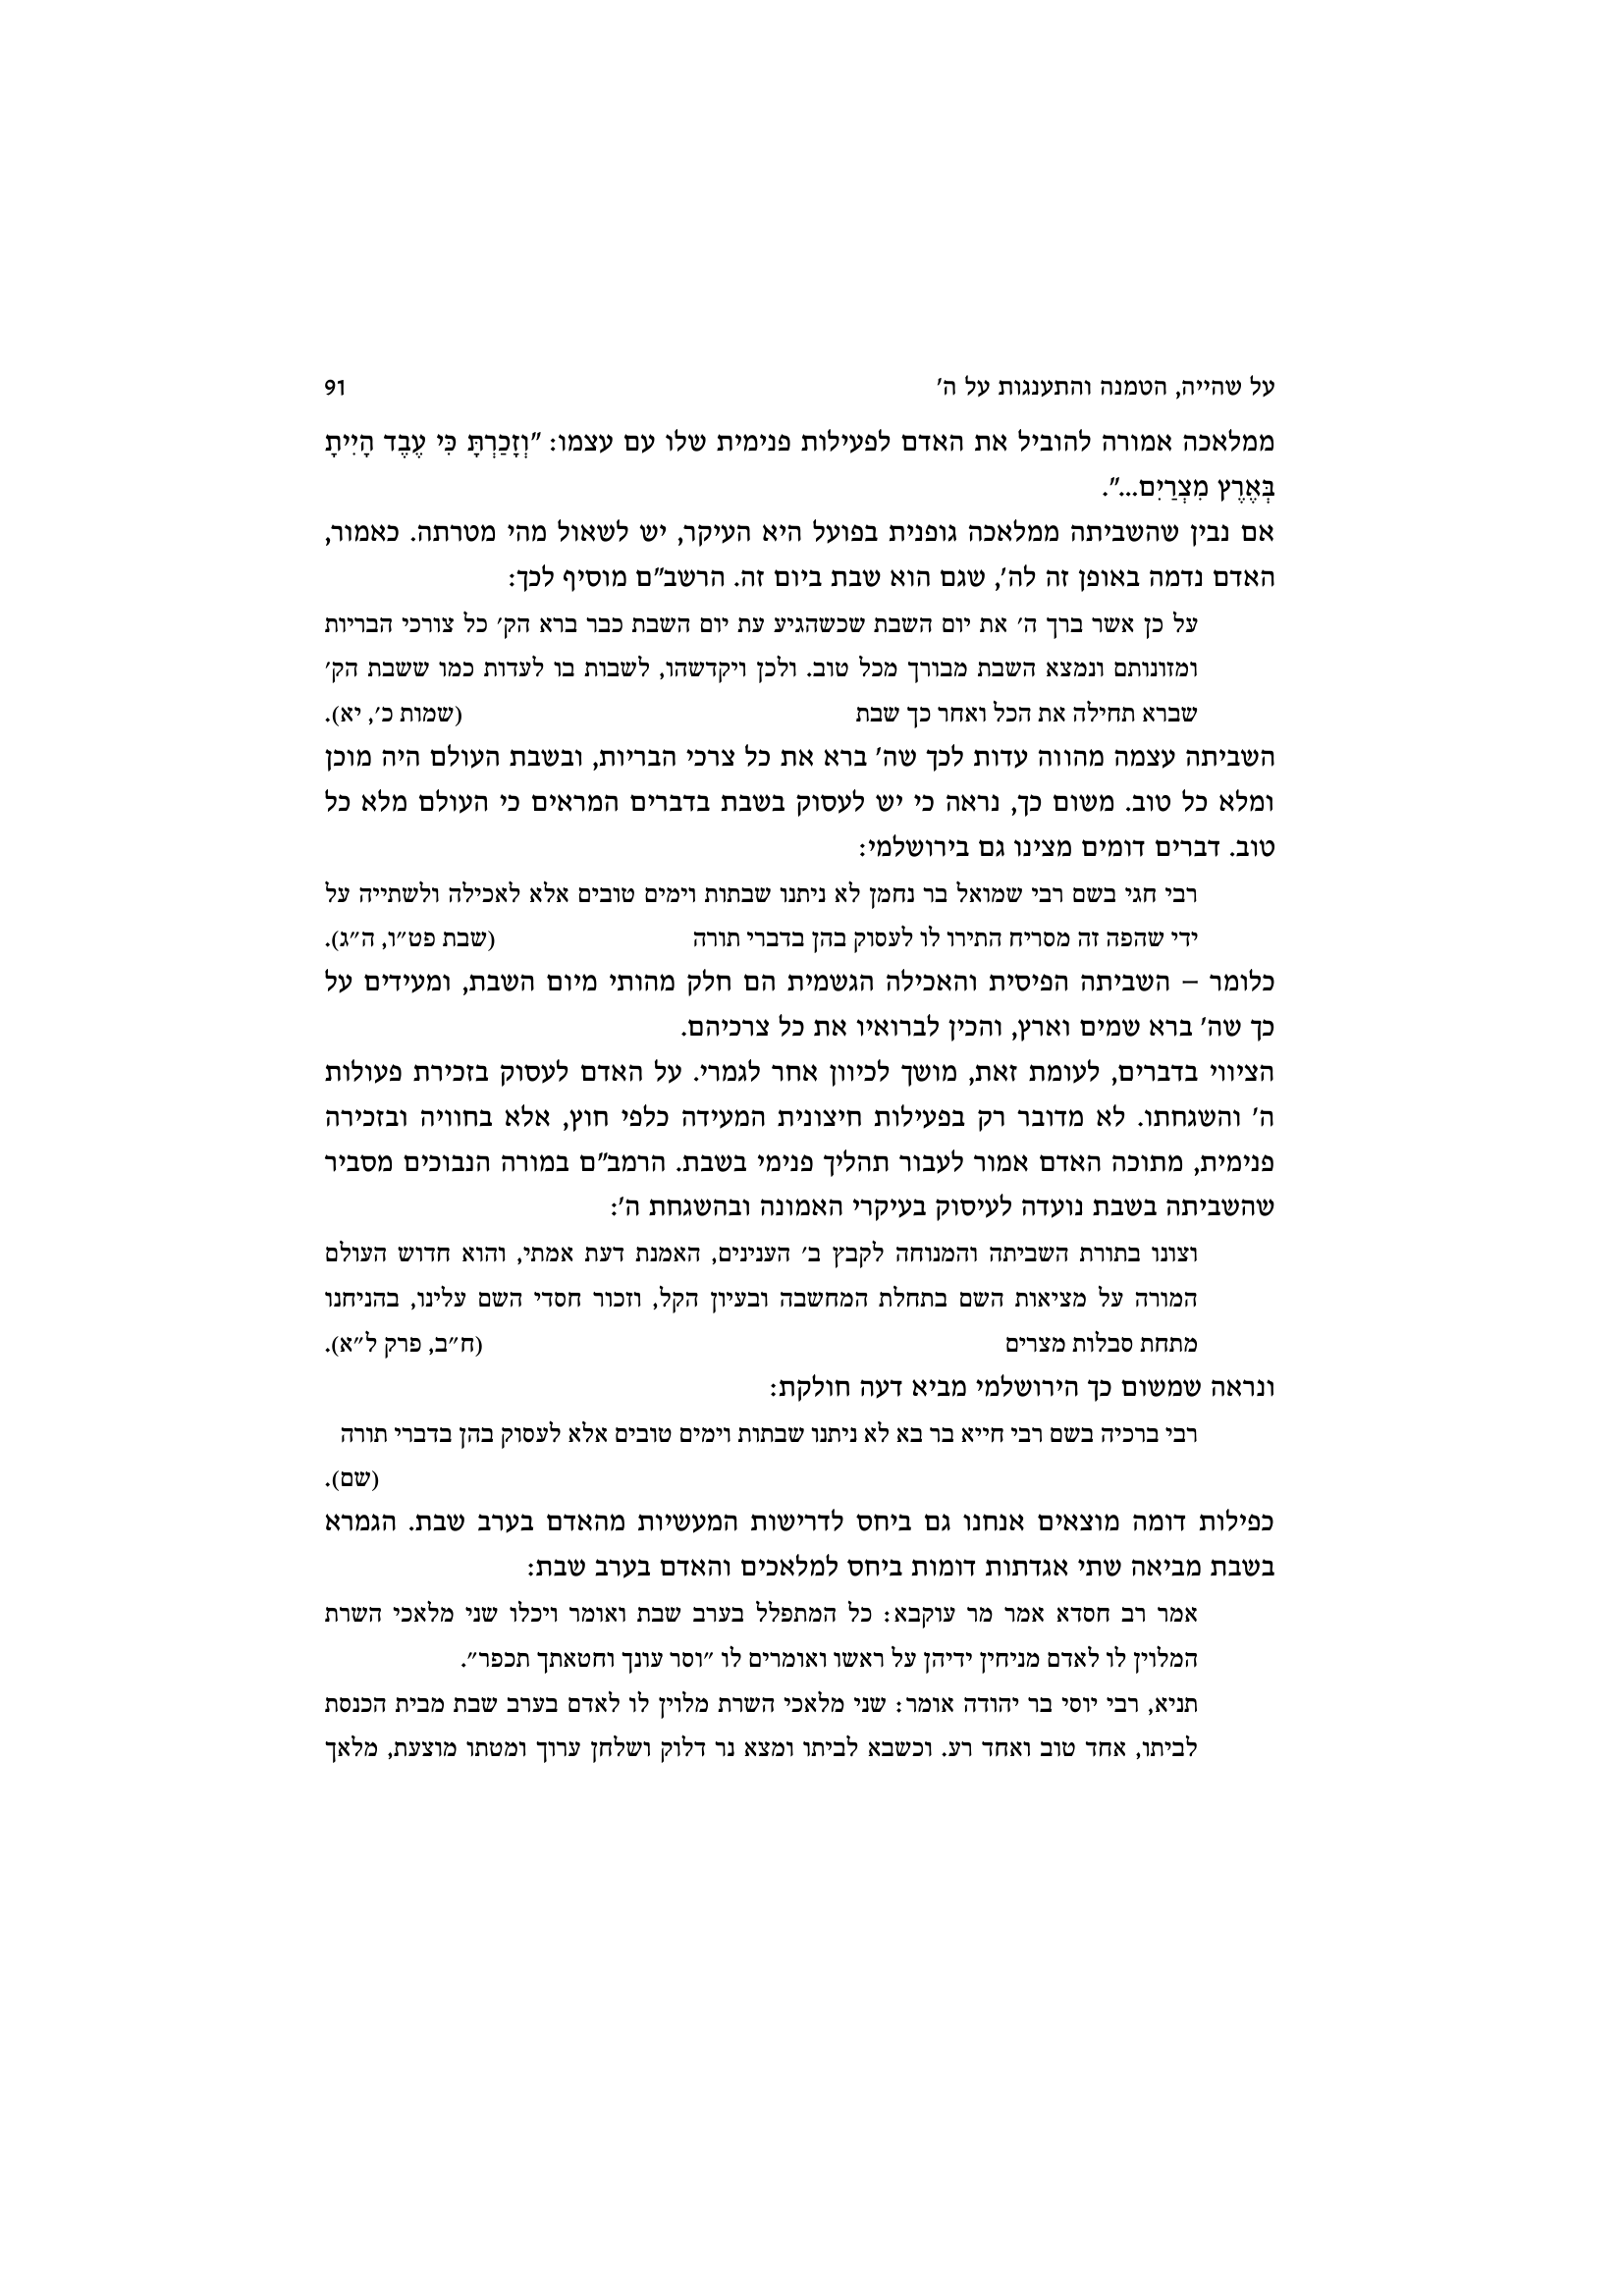 על שהייה, הטמנה והתענגות על ה' 91
ממלאכה אמורה להוביל את האדם לפעילות פנימית שלו עם עצמו: "וְזָכַרְתָּ כִּי עֶבֶד הָיִיתָ
בְּאֶרֶץ מִצְרַיִם...".
אם נבין שהשביתה ממלאכה גופנית בפועל היא העיקר, יש לשאול מהי מטרתה. כאמור,
האדם נדמה באופן זה לה', שגם הוא שבת ביום זה. הרשב"ם מוסיף לכך:
על כן אשר ברך ה׳ את יום השבת שכשהגיע עת יום השבת כבר ברא הק׳ כל צורכי הבריות
ומזונותם ונמצא השבת מבורך מכל טוב. ולכן ויקדשהו, לשבות בו לעדות כמו ששבת הק׳
שברא תחילה את הכל ואחר כך שבת (שמות כ׳, יא).
השביתה עצמה מהווה עדות לכך שה' ברא את כל צרכי הבריות, ובשבת העולם היה מוכן
ומלא כל טוב. משום כך, נראה כי יש לעסוק בשבת בדברים המראים כי העולם מלא כל
טוב. דברים דומים מצינו גם בירושלמי:
רבי חגי בשם רבי שמואל בר נחמן לא ניתנו שבתות וימים טובים אלא לאכילה ולשתייה על
ידי שהפה זה מסריח התירו לו לעסוק בהן בדברי תורה (שבת פט״ו, ה״ג).
כלומר – השביתה הפיסית והאכילה הגשמית הם חלק מהותי מיום השבת, ומעידים על
כך שה' ברא שמים וארץ, והכין לברואיו את כל צרכיהם.
הציווי בדברים, לעומת זאת, מושך לכיוון אחר לגמרי. על האדם לעסוק בזכירת פעולות
ה' והשגחתו. לא מדובר רק בפעילות חיצונית המעידה כלפי חוץ, אלא בחוויה ובזכירה
פנימית, מתוכה האדם אמור לעבור תהליך פנימי בשבת. הרמב"ם במורה הנבוכים מסביר
שהשביתה בשבת נועדה לעיסוק בעיקרי האמונה ובהשגחת ה':
וצונו בתורת השביתה והמנוחה לקבץ ב׳ הענינים, האמנת דעת אמתי, והוא חדוש העולם
המורה על מציאות השם בתחלת המחשבה ובעיון הקל, וזכור חסדי השם עלינו, בהניחנו
מתחת סבלות מצרים (ח״ב, פרק ל״א).
ונראה שמשום כך הירושלמי מביא דעה חולקת:
רבי ברכיה בשם רבי חייא בר בא לא ניתנו שבתות וימים טובים אלא לעסוק בהן בדברי תורה
(שם).
כפילות דומה מוצאים אנחנו גם ביחס לדרישות המעשיות מהאדם בערב שבת. הגמרא
בשבת מביאה שתי אגדתות דומות ביחס למלאכים והאדם בערב שבת:
אמר רב חסדא אמר מר עוקבא: כל המתפלל בערב שבת ואומר ויכלו שני מלאכי השרת
המלוין לו לאדם מניחין ידיהן על ראשו ואומרים לו ״וסר עונך וחטאתך תכפר״.
תניא, רבי יוסי בר יהודה אומר: שני מלאכי השרת מלוין לו לאדם בערב שבת מבית הכנסת
לביתו, אחד טוב ואחד רע. וכשבא לביתו ומצא נר דלוק ושלחן ערוך ומטתו מוצעת, מלאך